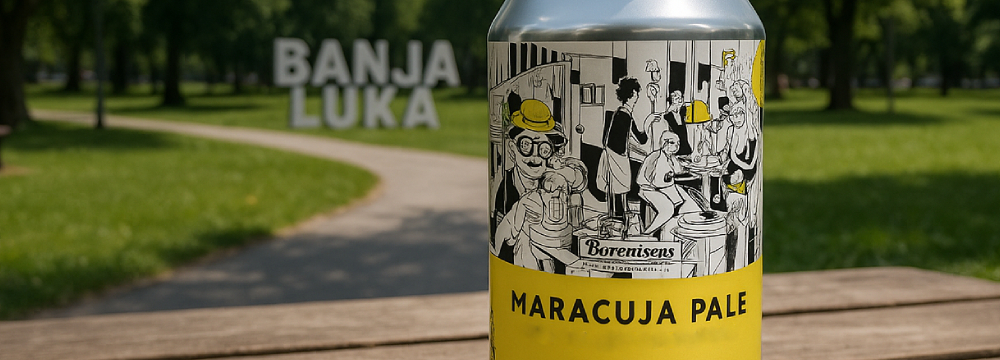 BANJA
LUKA
Borenisens
MARACUJA PALE